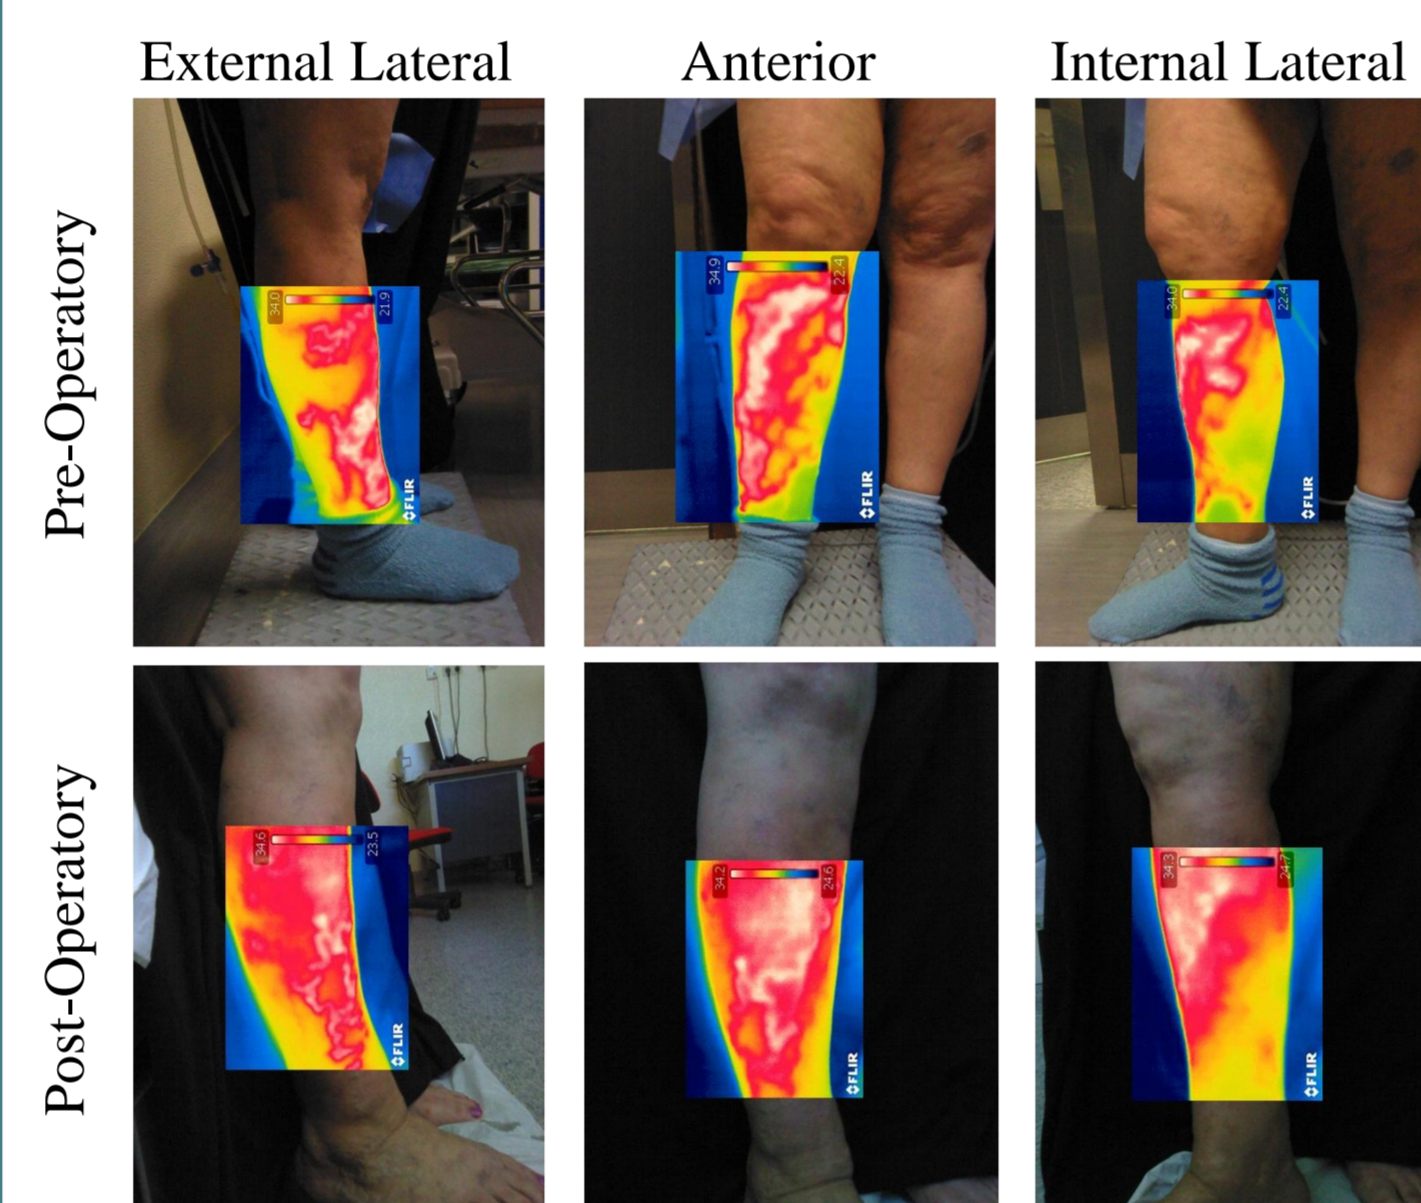 External Lateral Anterior Internal Lateral
Pre-Operatory
34.0 21.9 FLIR
34.9 22.4 FLIR
34.0 22.4 FLIR
Post-Operatory
34.6 23.5 FLIR
34.2 24.6 FLIR
34.3 24.7 FLIR